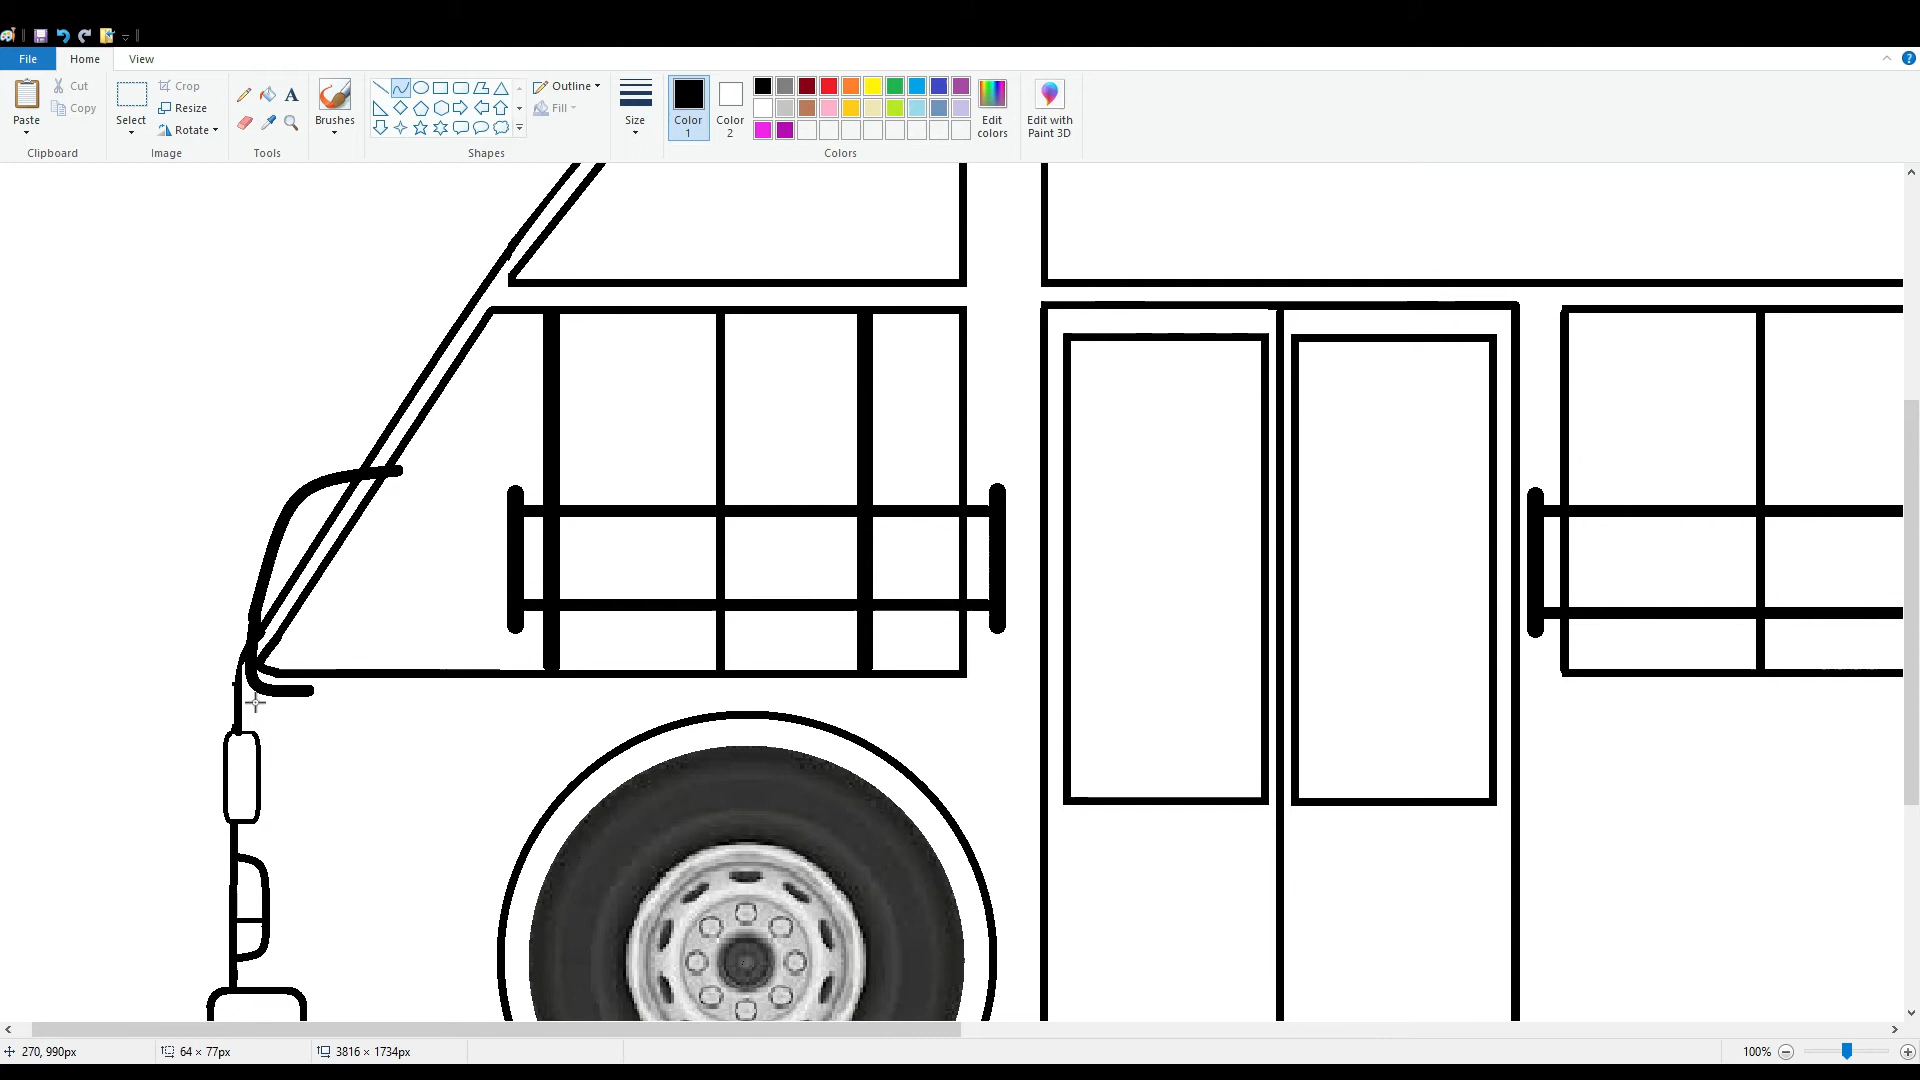 File Home View
Paste
Cut
Copy
Clipboard
Select
Crop
Resize
Rotate
Image
A
Tools
Brushes
Outline
Fill
Shapes
Size
Color 1
Color 2
Edit colors
Colors
Edit with Paint 3D
270, 990px 64 × 77px 3816 × 1734px 100%